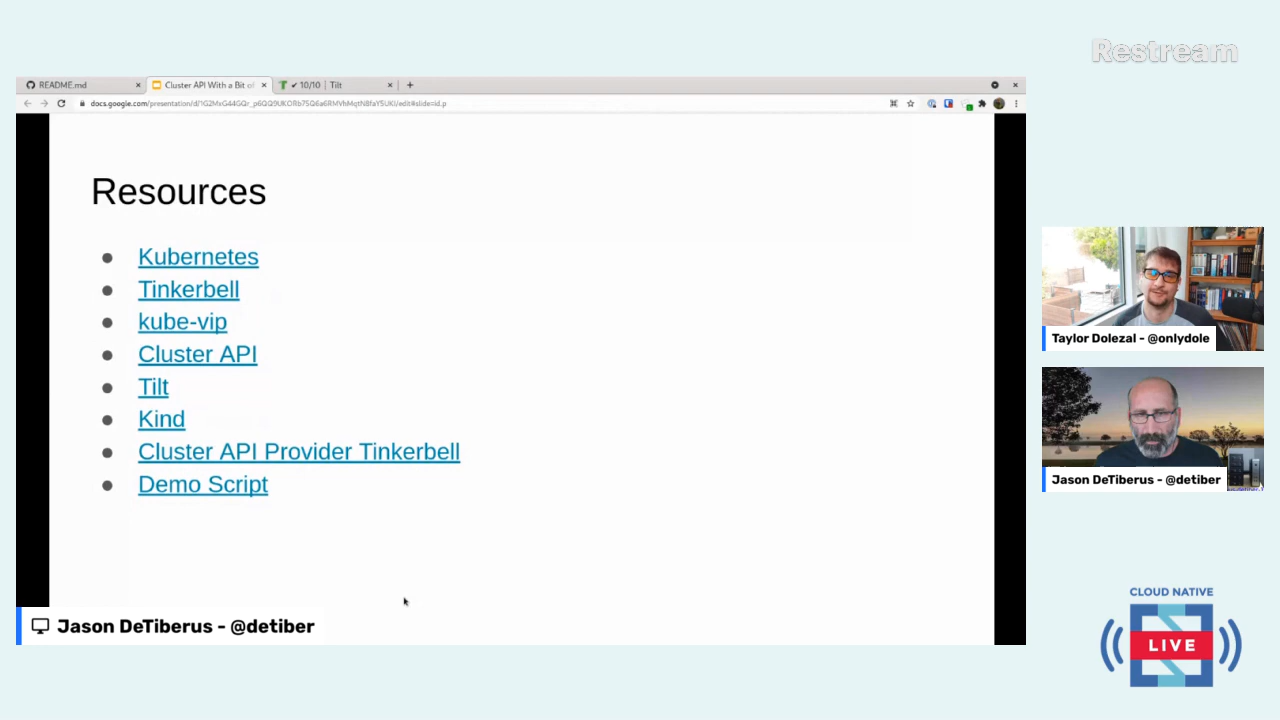 Restream
README.md
Cluster API With a Bit of
✔ 10/10 | Tilt
Resources
Kubernetes
Tinkerbell
kube-vip
Cluster API
Tilt
Kind
Cluster API Provider Tinkerbell
Demo Script
Jason DeTiberus - @detiber
Taylor Dolezal - @onlydole
Jason DeTiberus - @detiber
CLOUD NATIVE
LIVE